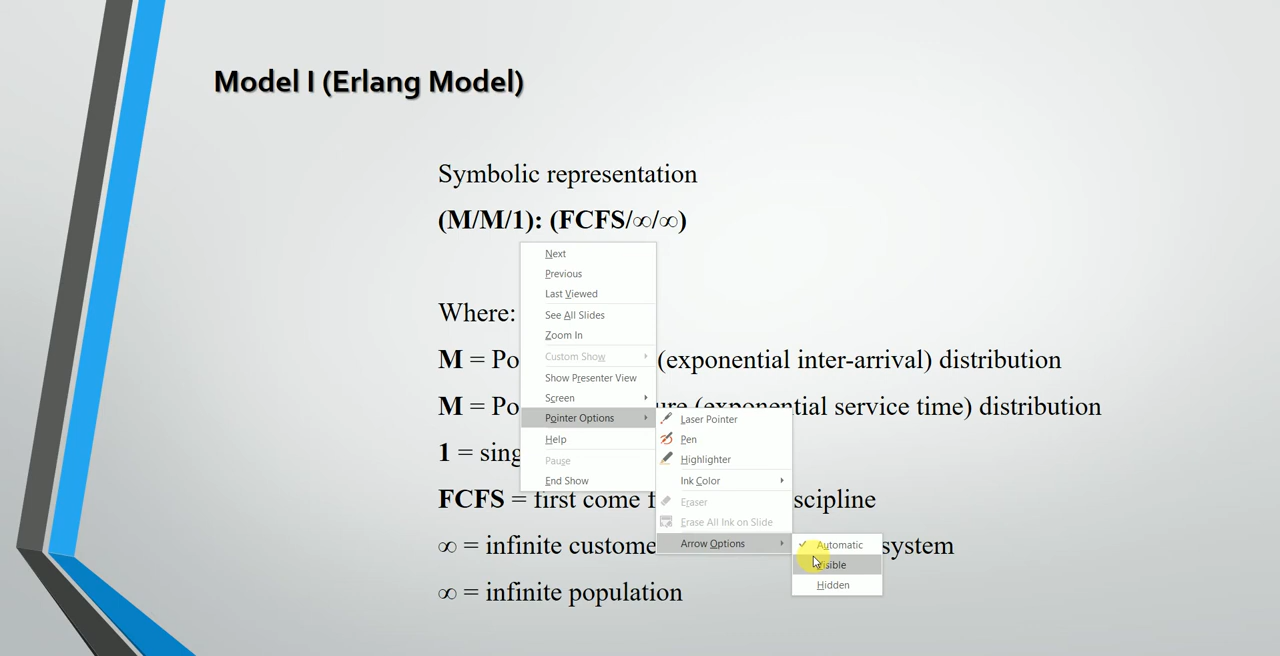 Model I (Erlang Model)
Symbolic representation
(M/M/1): (FCFS/∞/∞)
Where:
M = Po (exponential inter-arrival) distribution
M = Po ure (exponential service time) distribution
1 = sing
FCFS = first come f scipline
∞ = infinite custome system
∞ = infinite population
Next
Previous
Last Viewed
See All Slides
Zoom In
Custom Show
Show Presenter View
Screen
Pointer Options
Help
Pause
End Show
Laser Pointer
Pen
Highlighter
Ink Color
Eraser
Erase All Ink on Slide
Arrow Options
Automatic
Visible
Hidden